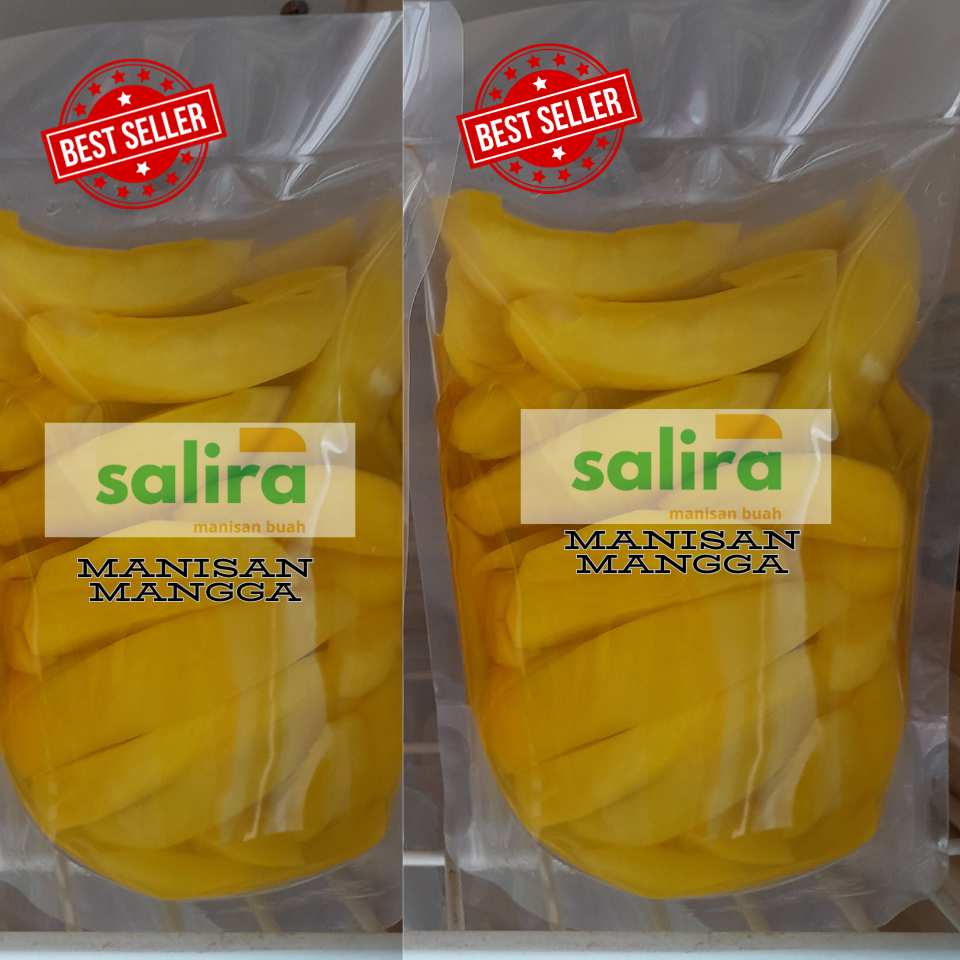 BEST SELLER
salira
manisan buah
MANISAN
MANGGA
BEST SELLER
salira
manisan buah
MANISAN
MANGGA